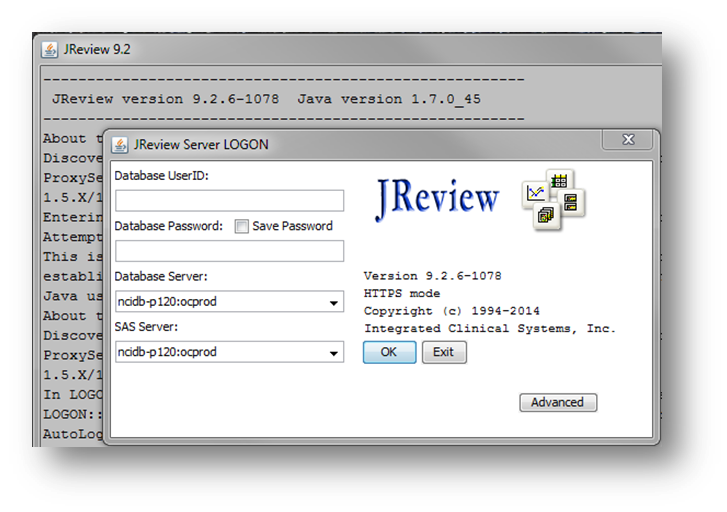 JReview 9.2
------------------------------------------------------------
JReview version 9.2.6-1078 Java version 1.7.0_45
------------------------------------------------------------
About t
Discove
ProxySe
1.5.X/1
Enterin
Attempt
This is
establi
Java us
About t
Discove
ProxySe
1.5.X/1
In LOGO
LOGON::
AutoLog
JReview Server LOGON
Database UserID:
Database Password: Save Password
Database Server:
ncidb-p120:ocprod
SAS Server:
ncidb-p120:ocprod
JReview
Version 9.2.6-1078
HTTPS mode
Copyright (c) 1994-2014
Integrated Clinical Systems, Inc.
OK Exit
Advanced